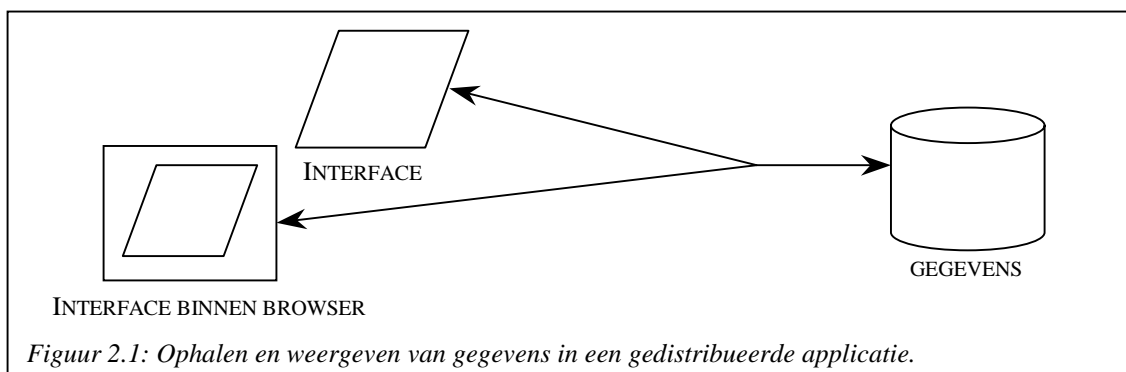 INTERFACE
GEGEVENS
INTERFACE BINNEN BROWSER
Figuur 2.1: Ophalen en weergeven van gegevens in een gedistribueerde applicatie.